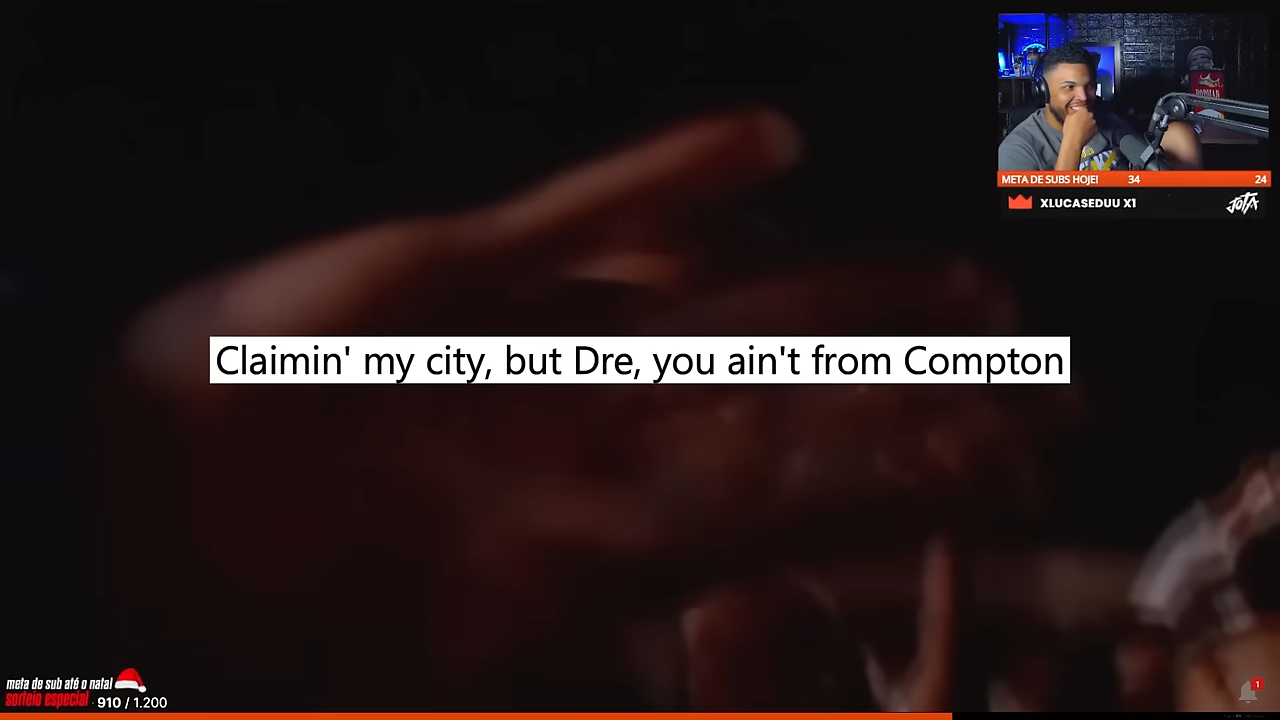 META DE SUBS HOJE! 34 24
XLUCASEDUU X1 JOTA
Claimin' my city, but Dre, you ain't from Compton
meta de sub até o natal
sorteio especial · 910 / 1.200
1